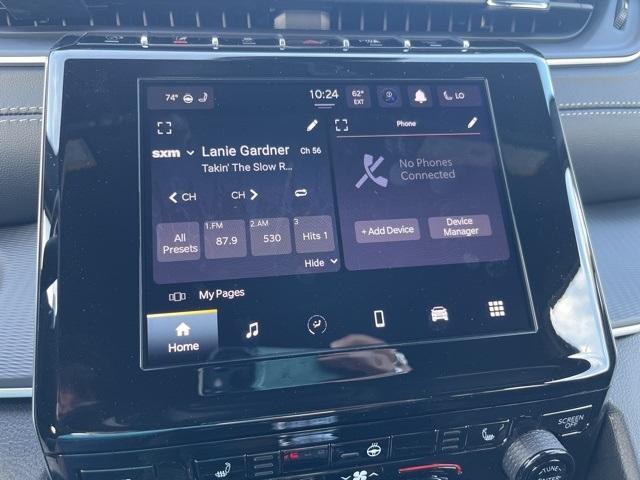 74°
10:24
62° EXT
LO
sxm Lanie Gardner Ch 56
Takin' The Slow R...
CH CH
All Presets
1.FM 87.9
2.AM 530
3 Hits 1
Hide
Phone
No Phones
Connected
+ Add Device
Device
Manager
My Pages
Home
SCREEN
OFF
TUNE
ENTER